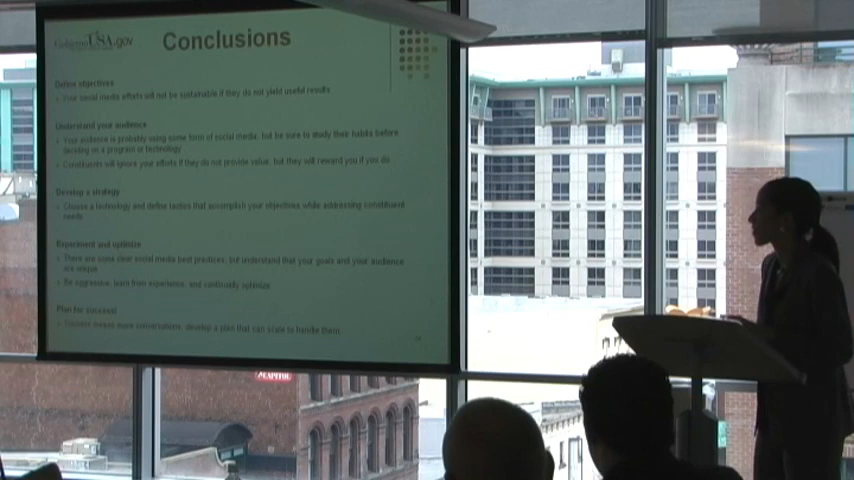 GobiernoUSA.gov
Conclusions
Define objectives
Your social media efforts will not be sustainable if they do not yield useful results
Understand your audience
Your audience is probably using some form of social media, but be sure to study their habits before
deciding on a program or technology
Constituents will ignore your efforts if they do not provide value, but they will reward you if you do
Develop a strategy
Choose a technology and define tactics that accomplish your objectives while addressing constituent
needs
Experiment and optimize
There are some clear social media best practices, but understand that your goals and your audience
are unique
Be aggressive, learn from experience, and continually optimize
Plan for success!
Success means more conversations, develop a plan that can scale to handle them.
CAPITOL